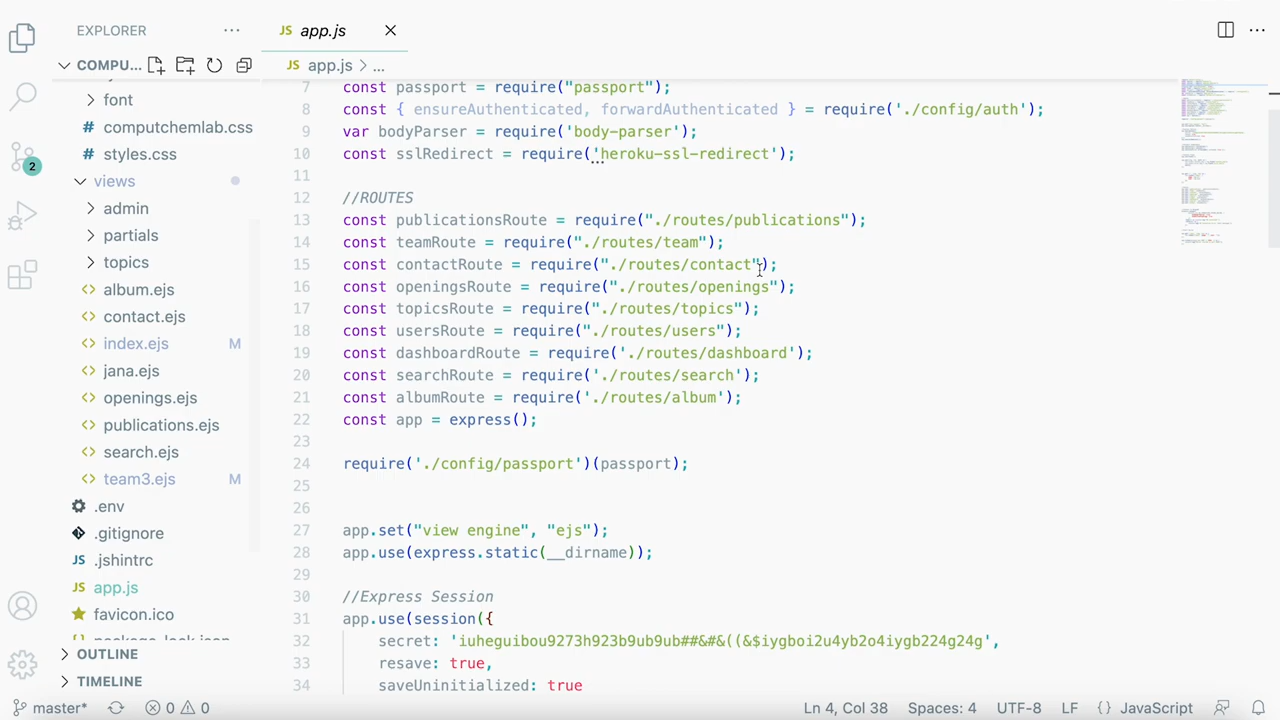 EXPLORER
COMPU...
font
computchemlab.css
styles.css
views
admin
partials
topics
album.ejs
contact.ejs
index.ejs M
jana.ejs
openings.ejs
publications.ejs
search.ejs
team3.ejs M
.env
.gitignore
.jshintrc
app.js
favicon.ico
package-lock.json
OUTLINE
TIMELINE
JS app.js
JS app.js > ...
7 const passport = require("passport");
8 const { ensureAuthenticated, forwardAuthenticated } = require('./config/auth');
9 var bodyParser = require('body-parser');
10 const sslRedirect = require('heroku-ssl-redirect');
11
12 //ROUTES
13 const publicationsRoute = require("./routes/publications");
14 const teamRoute = require("./routes/team");
15 const contactRoute = require("./routes/contact");
16 const openingsRoute = require("./routes/openings");
17 const topicsRoute = require("./routes/topics");
18 const usersRoute = require("./routes/users");
19 const dashboardRoute = require('./routes/dashboard');
20 const searchRoute = require('./routes/search');
21 const albumRoute = require('./routes/album');
22 const app = express();
23
24 require('./config/passport')(passport);
25
26
27 app.set("view engine", "ejs");
28 app.use(express.static(__dirname));
29
30 //Express Session
31 app.use(session({
32 secret: 'iuheguibou9273h923b9ub9ub##&#&((&$iygboi2u4yb2o4iygb224g24g',
33 resave: true,
34 saveUninitialized: true
2
master* 0 0 Ln 4, Col 38 Spaces: 4 UTF-8 LF {} JavaScript